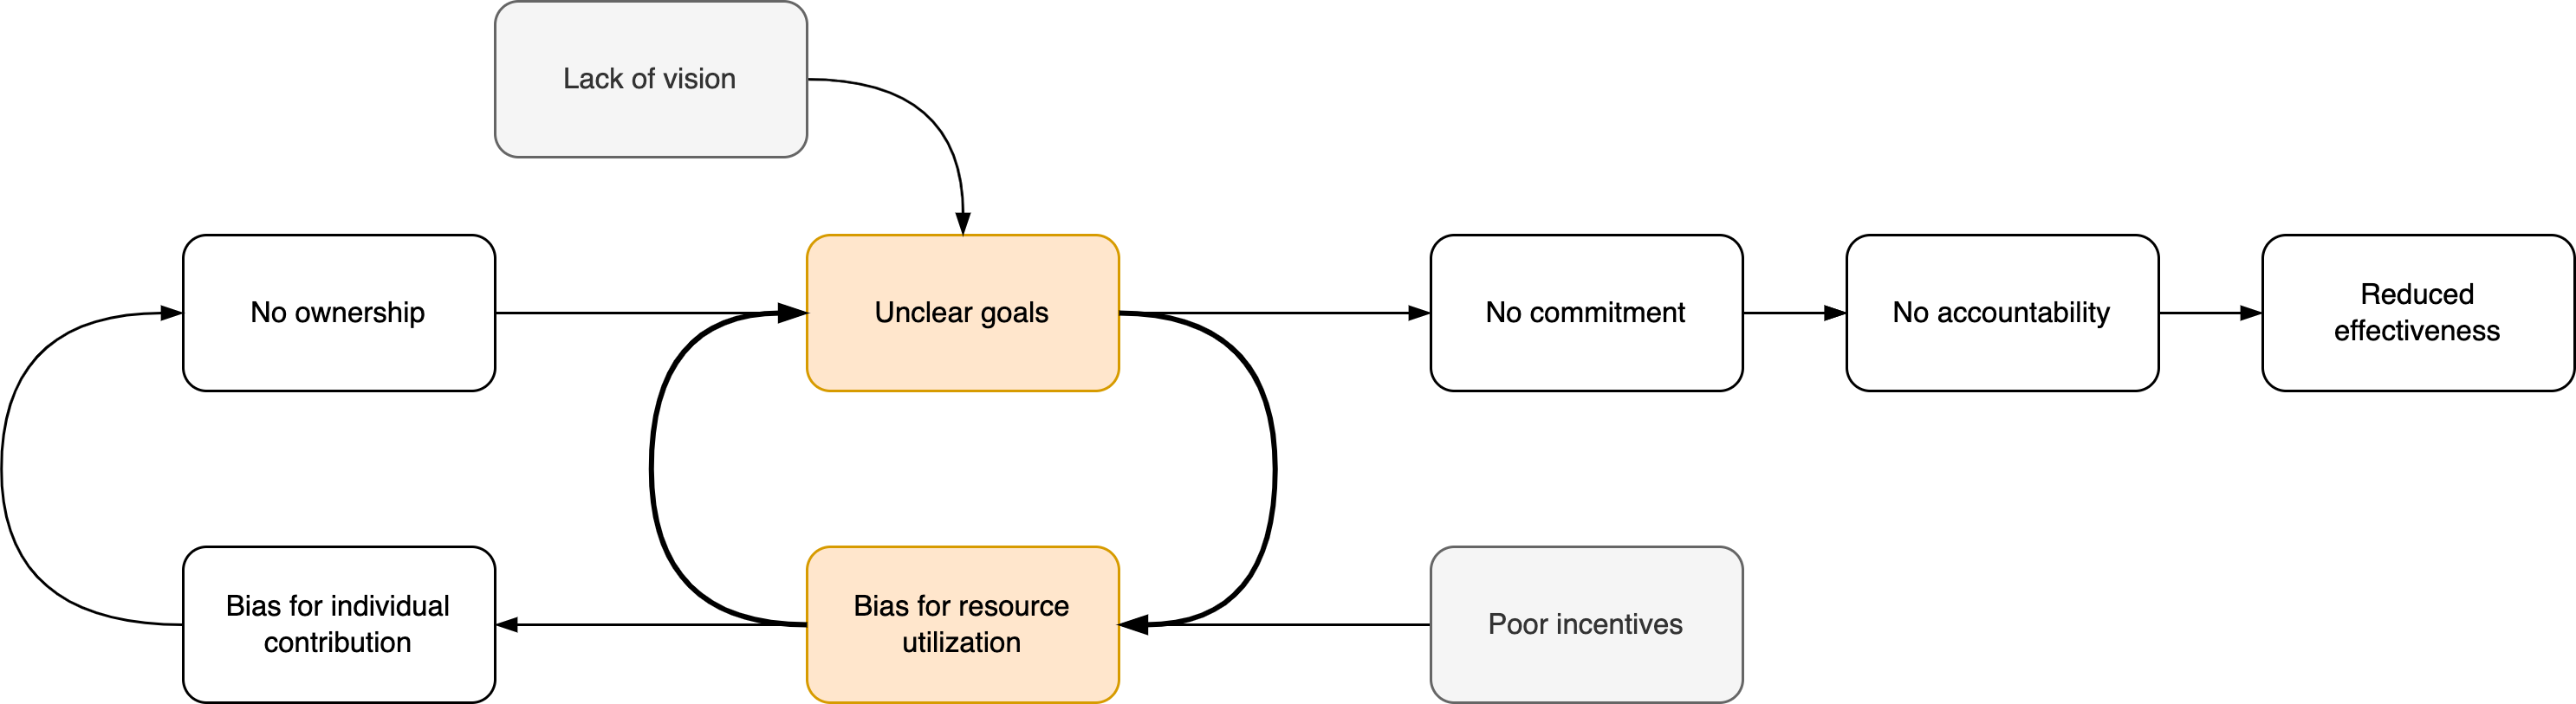 Lack of vision
No ownership
Unclear goals
No commitment
No accountability
Reduced
effectiveness
Bias for individual
contribution
Bias for resource
utilization
Poor incentives